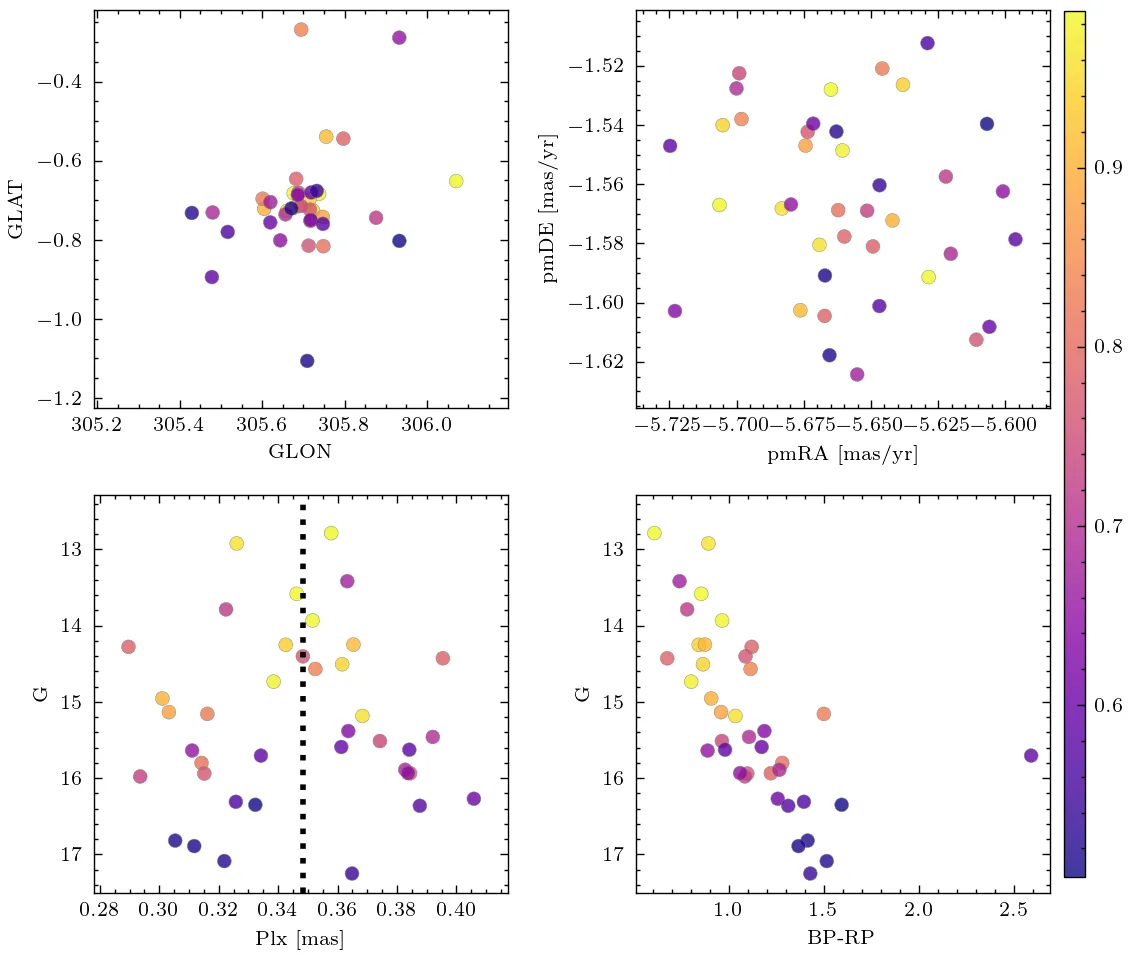 −0.4
−0.6
−0.8
−1.0
−1.2
GLAT
305.2 305.4 305.6 305.8 306.0
GLON
−1.52
−1.54
−1.56
−1.58
−1.60
−1.62
pmDE [mas/yr]
−5.725−5.700−5.675−5.650−5.625−5.600
pmRA [mas/yr]
0.9
0.8
0.7
0.6
13
14
15
16
17
G
0.28 0.30 0.32 0.34 0.36 0.38 0.40
Plx [mas]
13
14
15
16
17
G
1.0 1.5 2.0 2.5
BP-RP